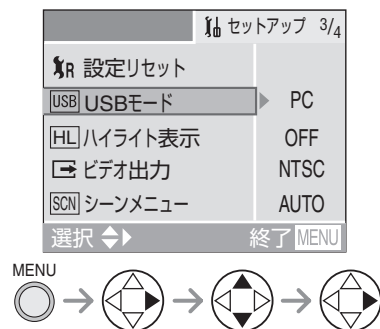 セットアップ 3/4
R 設定リセット
USB USBモード PC
HL ハイライト表示 OFF
ビデオ出力 NTSC
SCN シーンメニュー AUTO
選択 終了 MENU
MENU